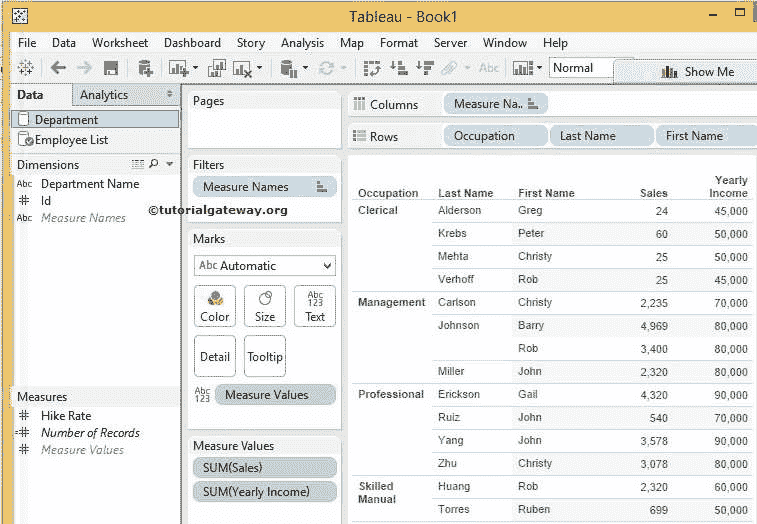 Tableau - Book1
File Data Worksheet Dashboard Story Analysis Map Format Server Window Help
Abc Normal Show Me
Data Analytics
Department
Employee List
Dimensions
Abc Department Name
# Id
Abc Measure Names
Measures
# Hike Rate
# Number of Records
# Measure Values
Pages
Filters
Measure Names
©tutorialgateway.org
Marks
Abc Automatic
Color Size Abc 123 Text
Detail Tooltip
Abc 123 Measure Values
Measure Values
SUM(Sales)
SUM(Yearly Income)
Columns Measure Na..
Rows Occupation Last Name First Name
Occupation Last Name First Name Sales Yearly Income
Clerical Alderson Greg 24 45,000
Krebs Peter 60 50,000
Mehta Christy 25 50,000
Verhoff Rob 25 45,000
Management Carlson Christy 2,235 70,000
Johnson Barry 4,969 80,000
Rob 3,400 80,000
Miller John 2,320 80,000
Professional Erickson Gail 4,320 90,000
Ruiz John 540 70,000
Yang John 3,578 90,000
Zhu Christy 3,078 80,000
Skilled Manual Huang Rob 2,320 60,000
Torres Ruben 699 50,000